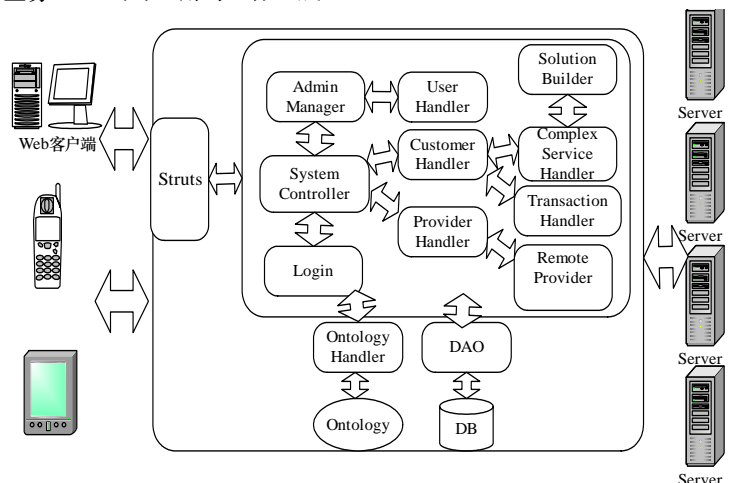 Web客户端
Struts
Admin
Manager
User
Handler
Solution
Builder
System
Controller
Customer
Handler
Complex
Service
Handler
Provider
Handler
Transaction
Handler
Login
Remote
Provider
Ontology
Handler
DAO
Ontology
DB
Server
Server
Server
Server